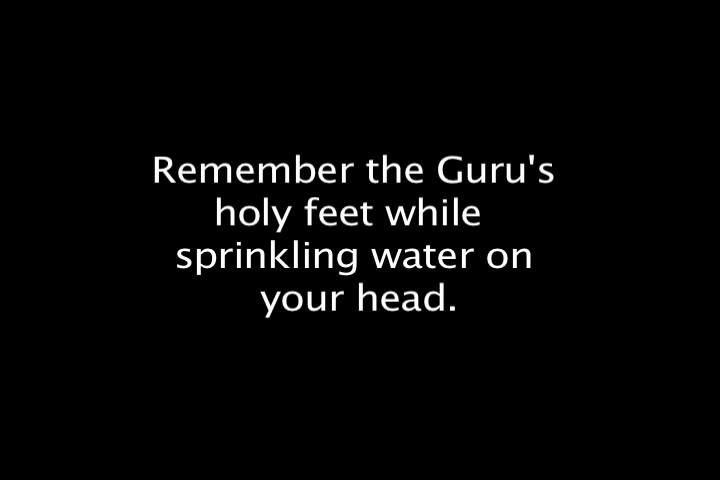 Remember the Guru's
holy feet while
sprinkling water on
your head.